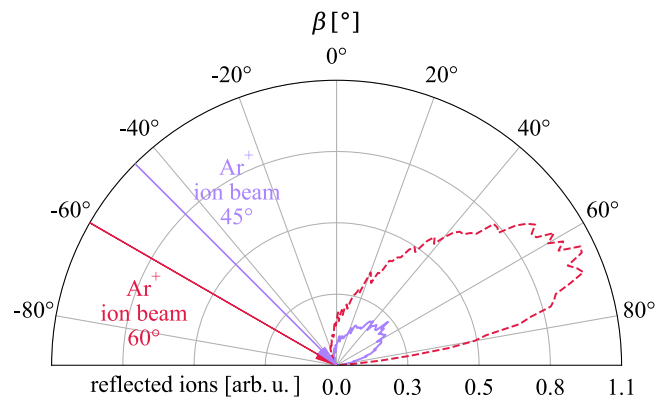 β [°]
0°
-20°
20°
-40°
40°
Ar⁺
ion beam
45°
-60°
60°
Ar⁺
ion beam
60°
-80°
80°
reflected ions [arb. u.]
0.0
0.3
0.5
0.8
1.1